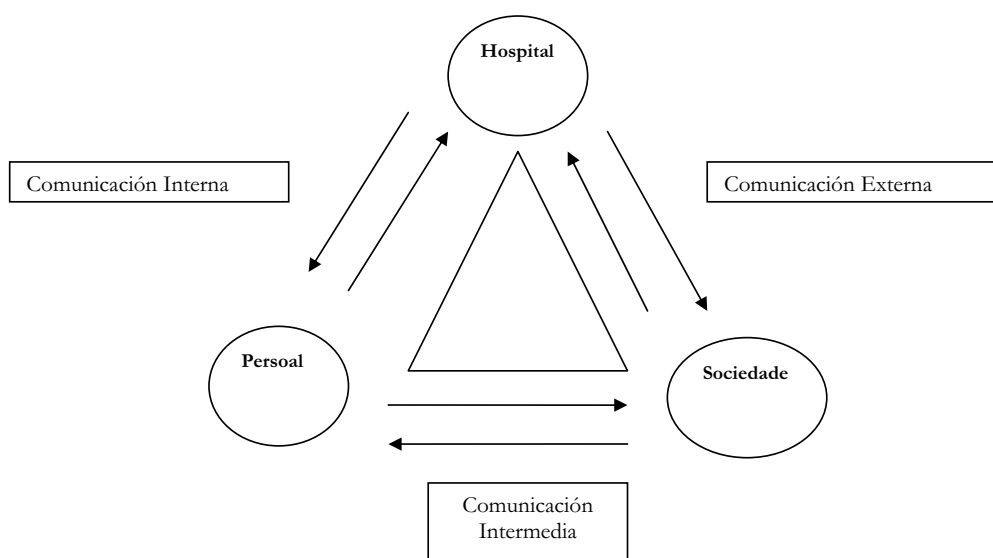 Hospital
Comunicación Interna
Comunicación Externa
Persoal
Sociedade
Comunicación
Intermedia